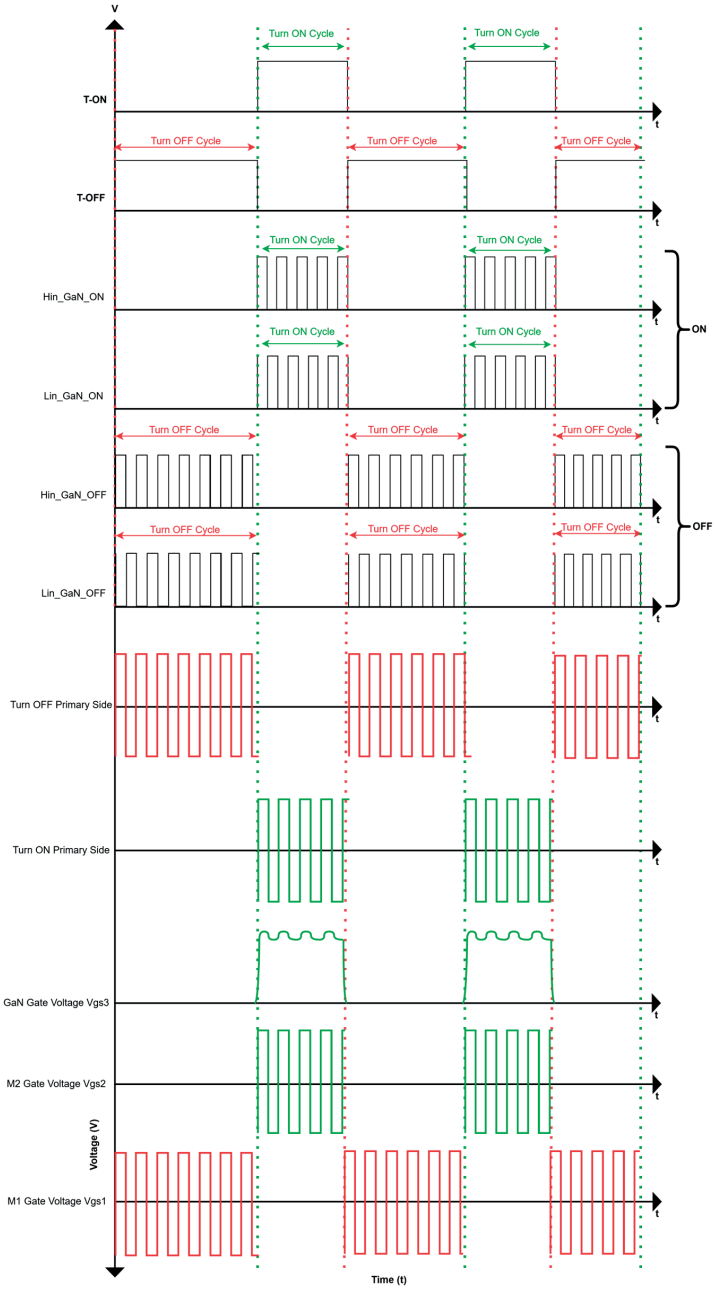 V
Turn ON Cycle
Turn ON Cycle
T-ON
t
Turn OFF Cycle
Turn OFF Cycle
Turn OFF Cycle
T-OFF
t
Turn ON Cycle
Turn ON Cycle
Hin_GaN_ON
t
ON
Turn ON Cycle
Turn ON Cycle
Lin_GaN_ON
t
Turn OFF Cycle
Turn OFF Cycle
Turn OFF Cycle
Hin_GaN_OFF
t
OFF
Turn OFF Cycle
Turn OFF Cycle
Turn OFF Cycle
Lin_GaN_OFF
t
Turn OFF Primary Side
t
Turn ON Primary Side
t
GaN Gate Voltage Vgs3
t
M2 Gate Voltage Vgs2
t
Voltage (V)
M1 Gate Voltage Vgs1
t
Time (t)